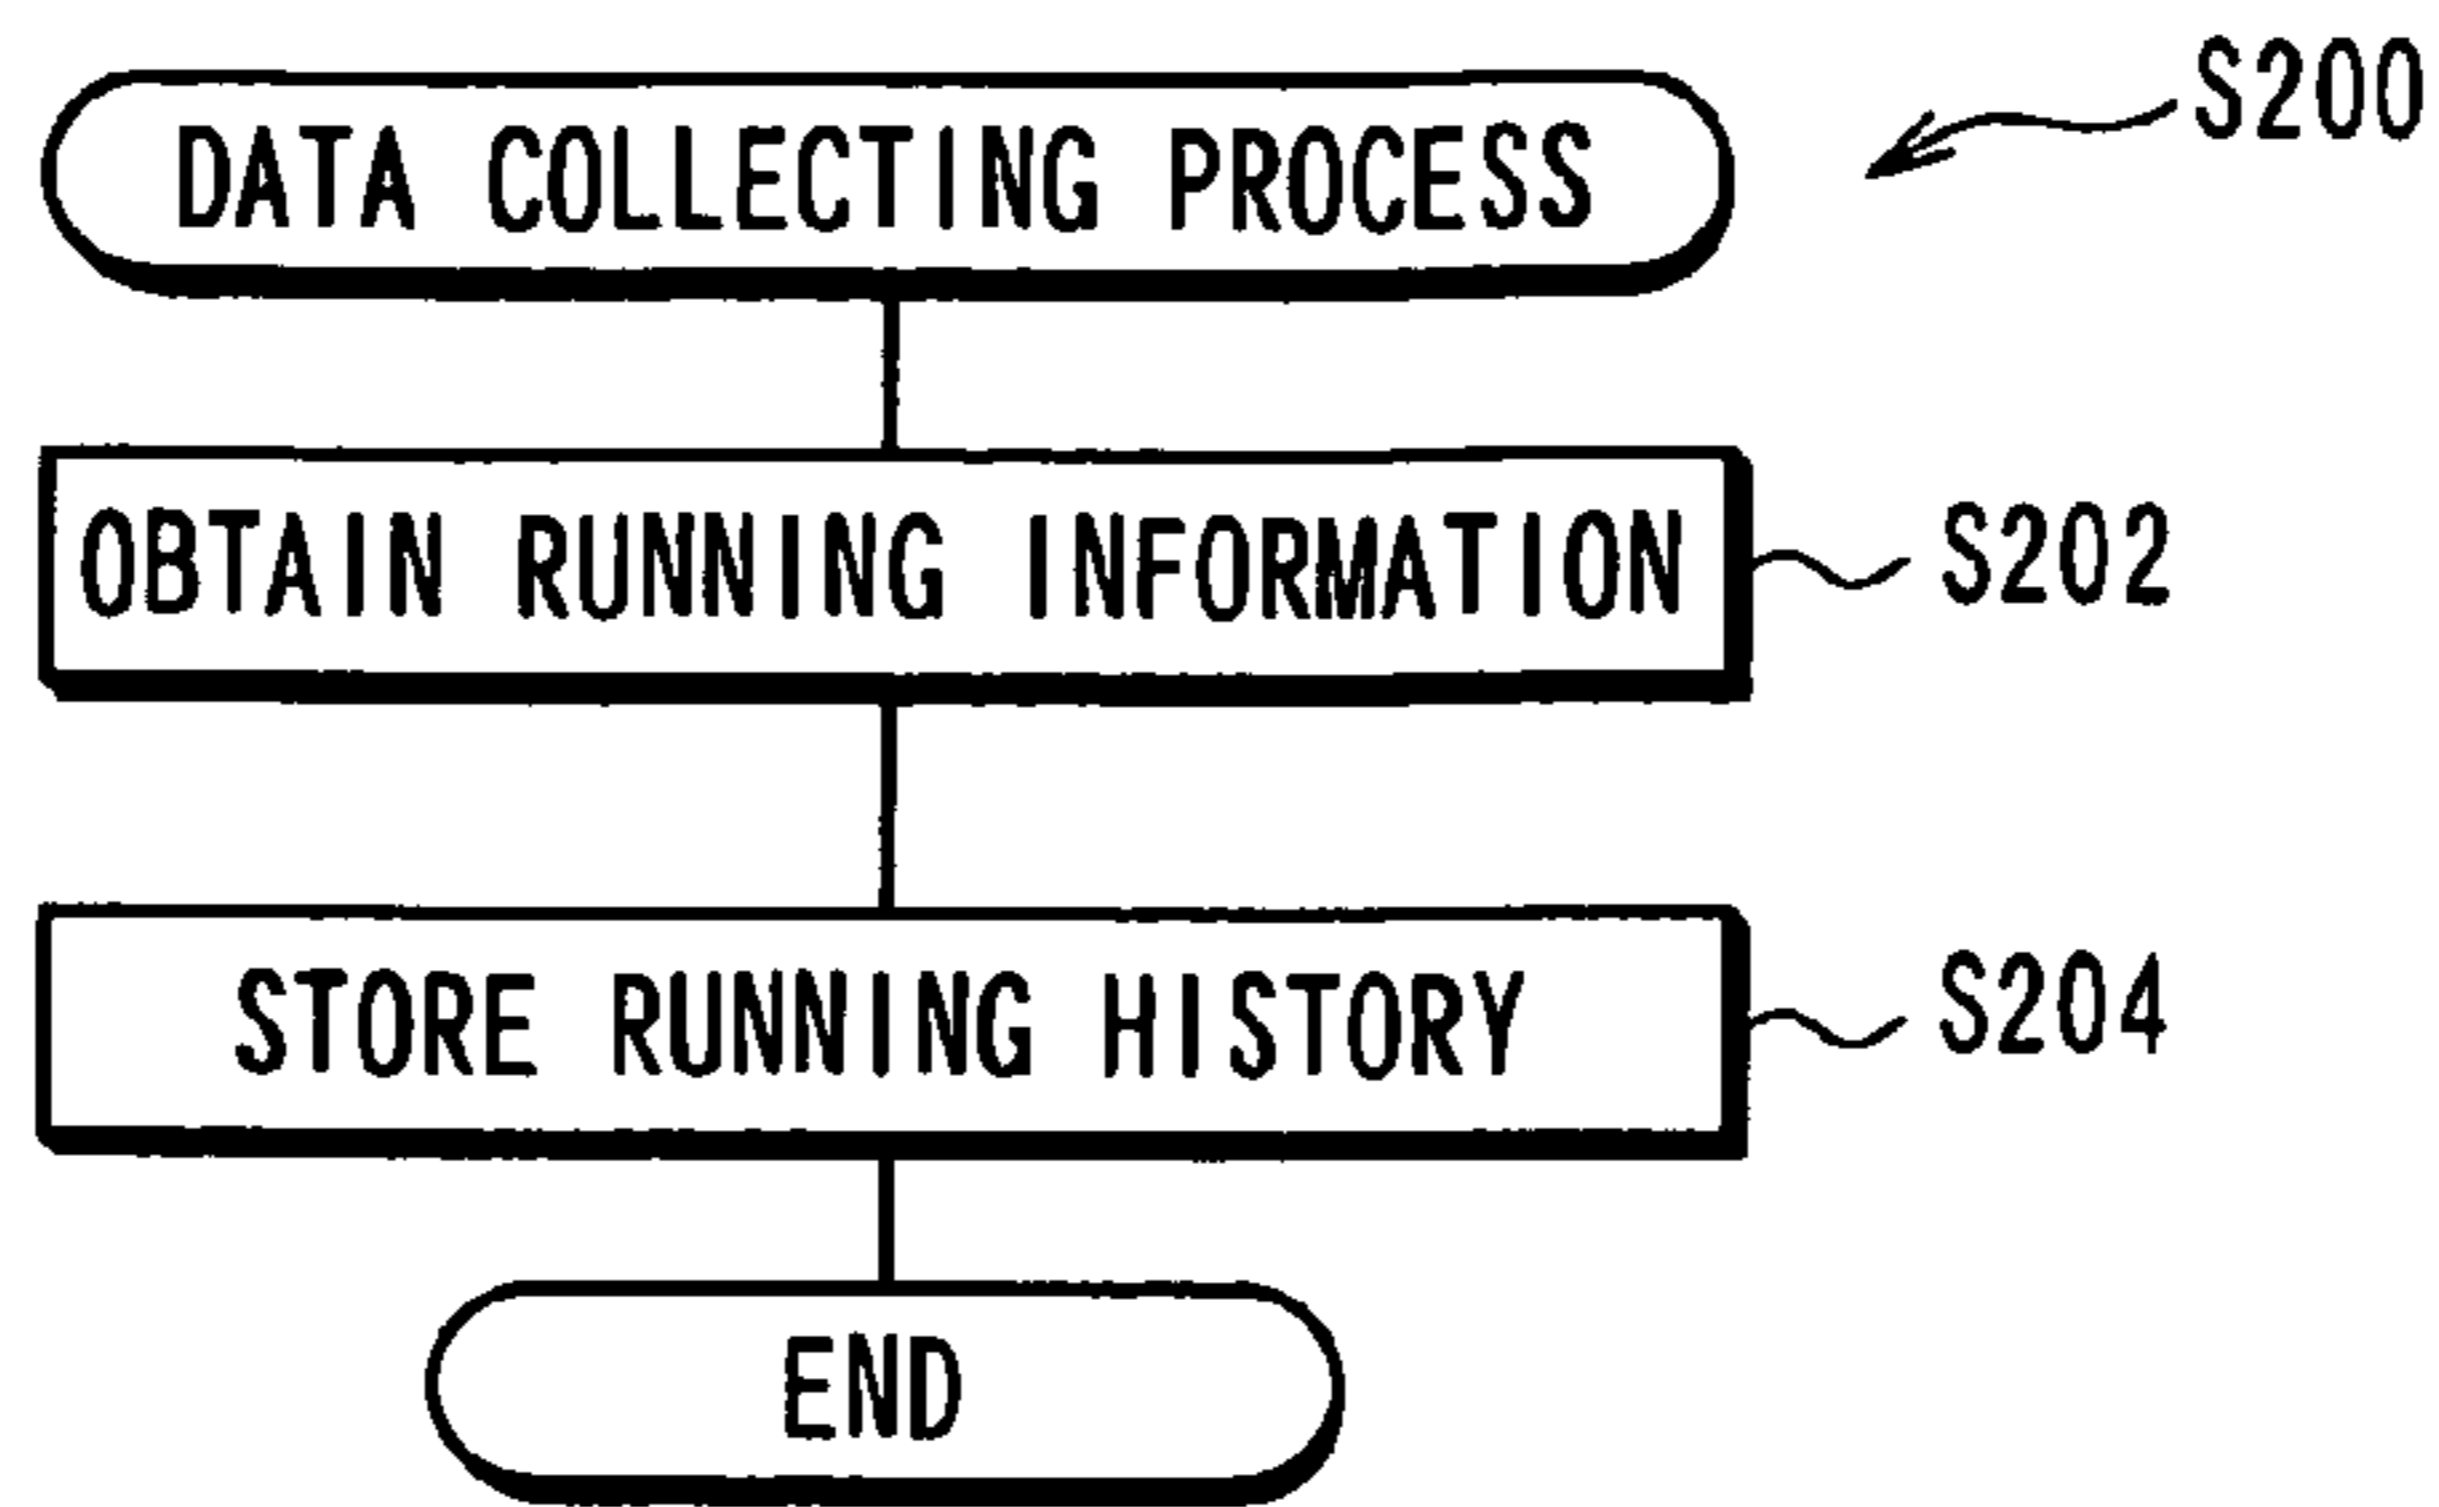 S200
DATA COLLECTING PROCESS
OBTAIN RUNNING INFORMATION
S202
STORE RUNNING HISTORY
S204
END